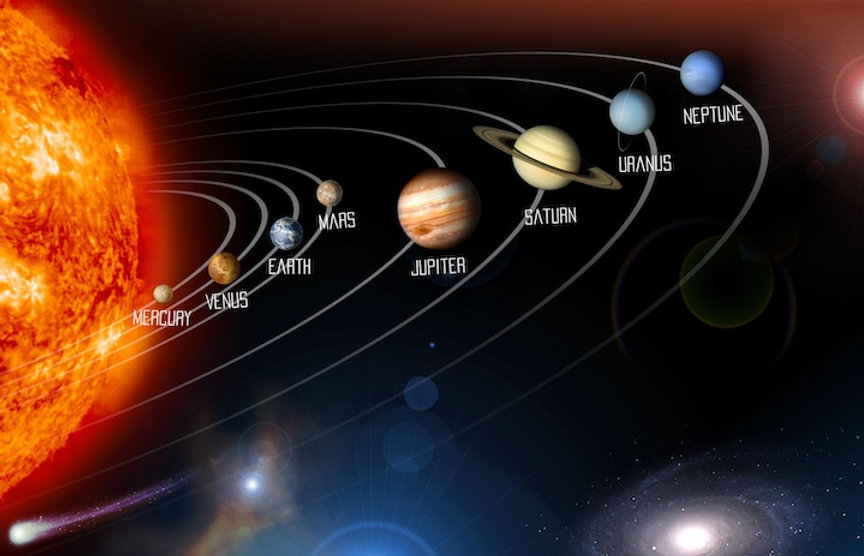 MERCURY
VENUS
EARTH
MARS
JUPITER
SATURN
URANUS
NEPTUNE